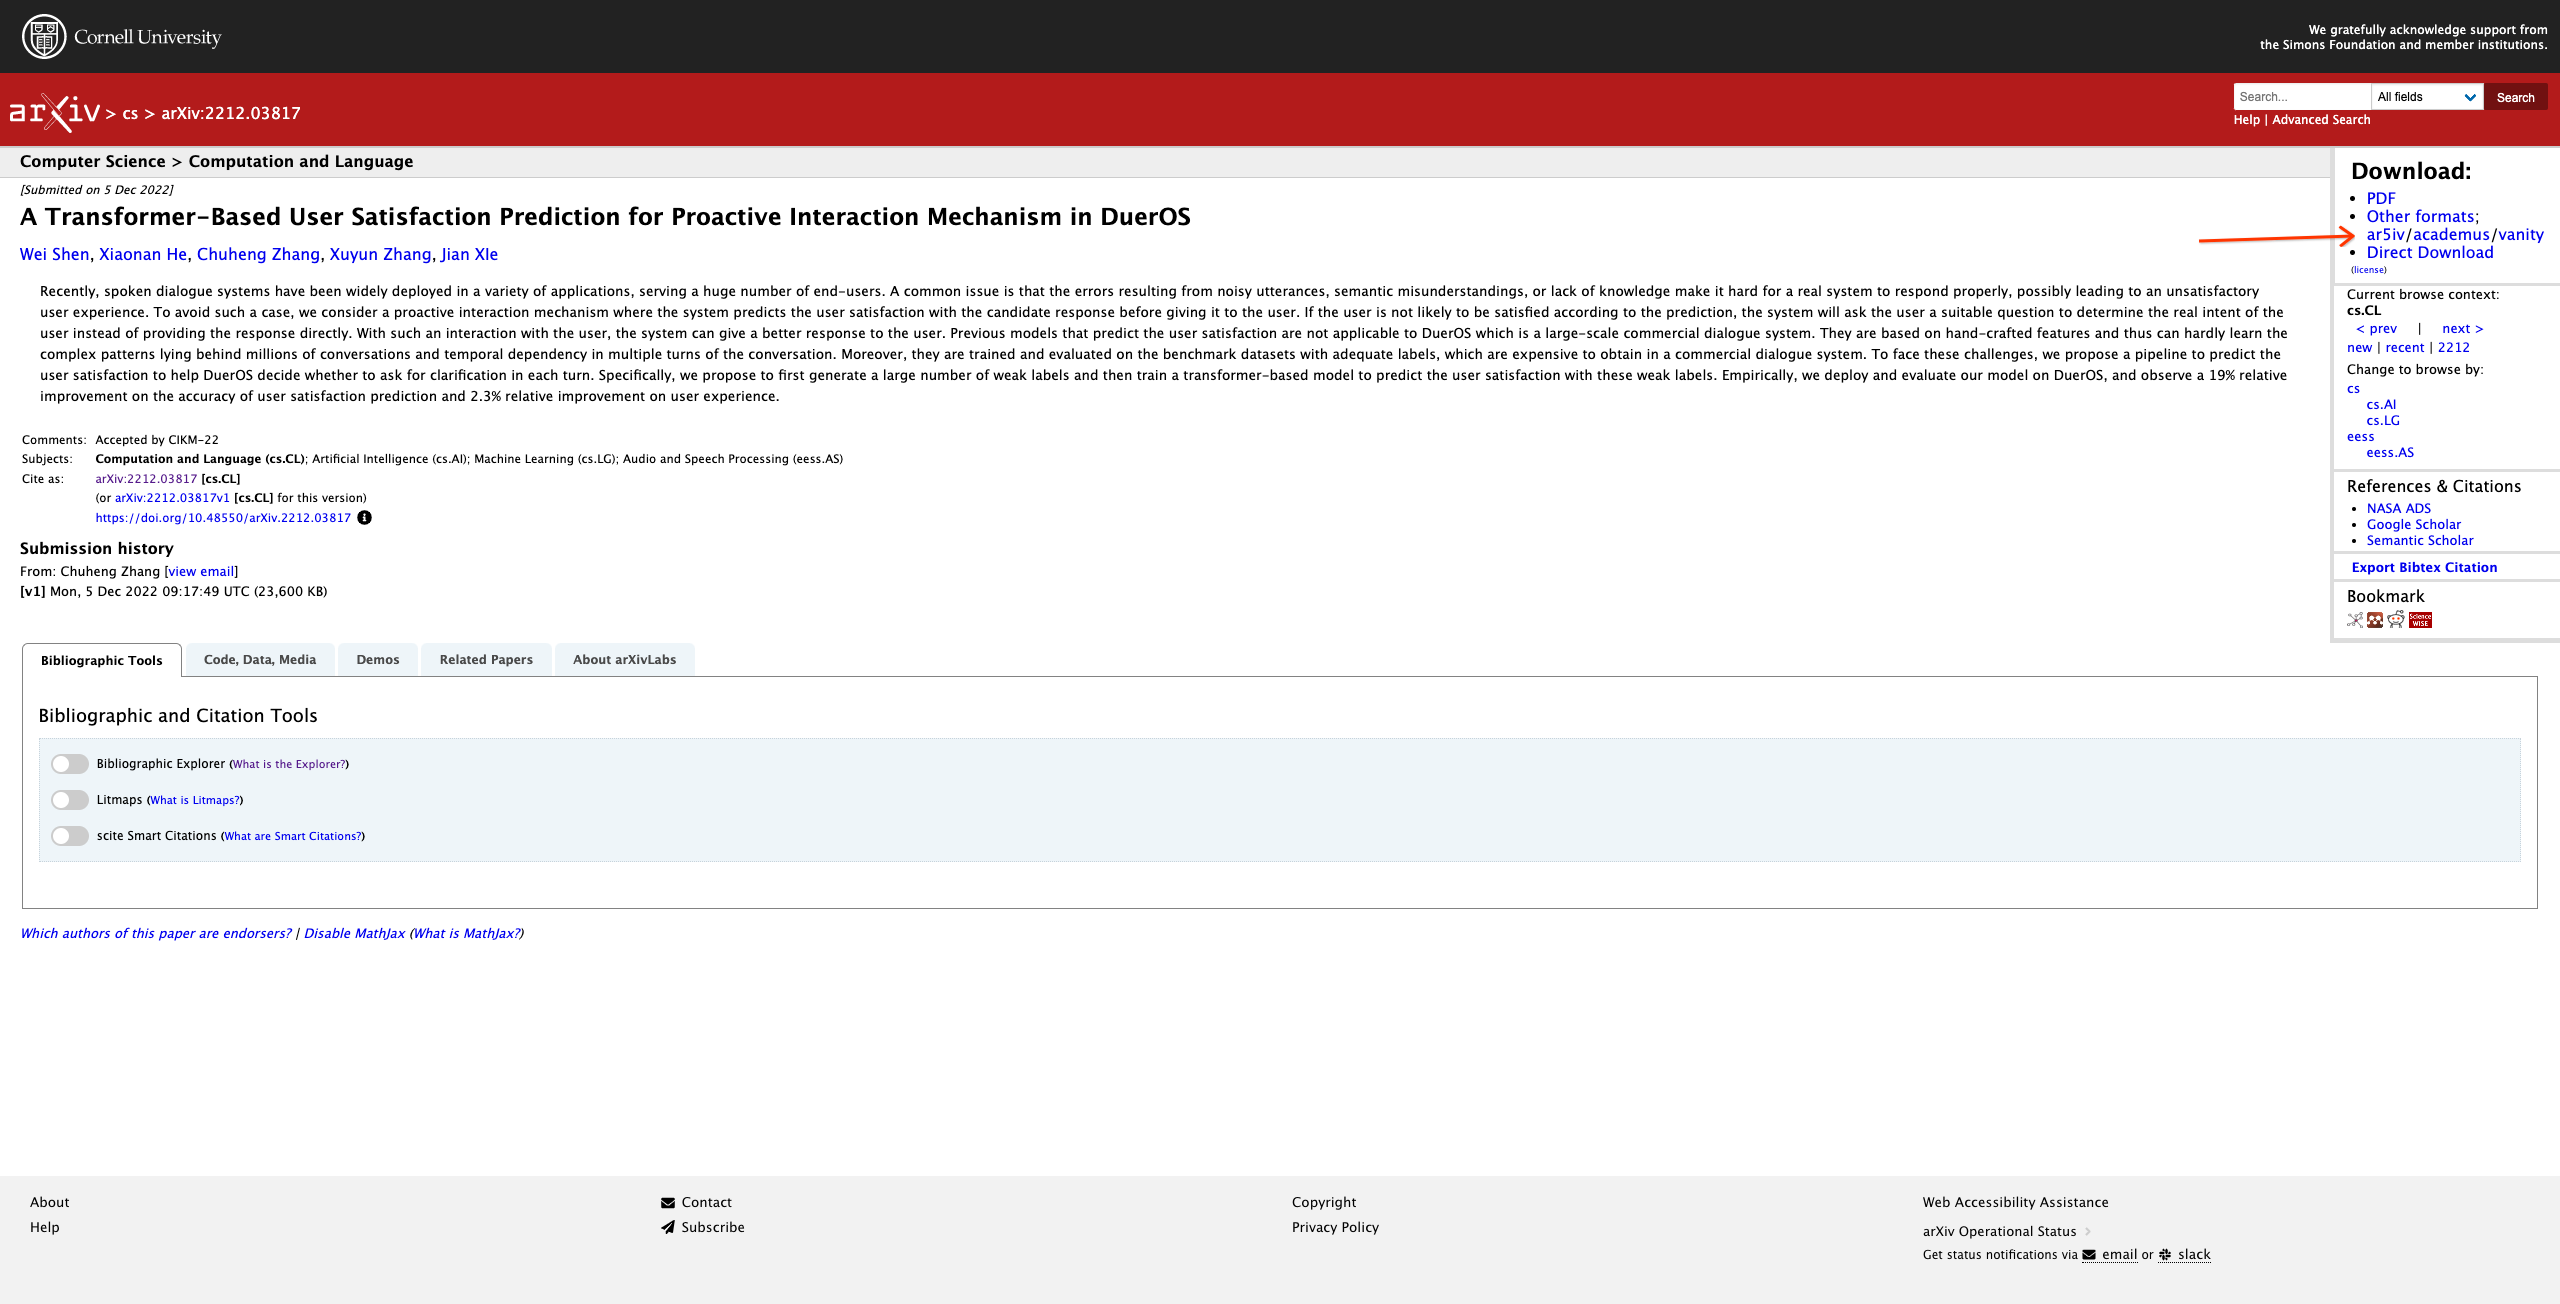 Cornell University
We gratefully acknowledge support from
the Simons Foundation and member institutions.
arXiv > cs > arXiv:2212.03817
Search...
All fields
Search
Help | Advanced Search
Computer Science > Computation and Language
[Submitted on 5 Dec 2022]
A Transformer-Based User Satisfaction Prediction for Proactive Interaction Mechanism in DuerOS
Wei Shen, Xiaonan He, Chuheng Zhang, Xuyun Zhang, Jian XIe
Recently, spoken dialogue systems have been widely deployed in a variety of applications, serving a huge number of end-users. A common issue is that the errors resulting from noisy utterances, semantic misunderstandings, or lack of knowledge make it hard for a real system to respond properly, possibly leading to an unsatisfactory
user experience. To avoid such a case, we consider a proactive interaction mechanism where the system predicts the user satisfaction with the candidate response before giving it to the user. If the user is not likely to be satisfied according to the prediction, the system will ask the user a suitable question to determine the real intent of the
user instead of providing the response directly. With such an interaction with the user, the system can give a better response to the user. Previous models that predict the user satisfaction are not applicable to DuerOS which is a large-scale commercial dialogue system. They are based on hand-crafted features and thus can hardly learn the
complex patterns lying behind millions of conversations and temporal dependency in multiple turns of the conversation. Moreover, they are trained and evaluated on the benchmark datasets with adequate labels, which are expensive to obtain in a commercial dialogue system. To face these challenges, we propose a pipeline to predict the
user satisfaction to help DuerOS decide whether to ask for clarification in each turn. Specifically, we propose to first generate a large number of weak labels and then train a transformer-based model to predict the user satisfaction with these weak labels. Empirically, we deploy and evaluate our model on DuerOS, and observe a 19% relative
improvement on the accuracy of user satisfaction prediction and 2.3% relative improvement on user experience.
Comments: Accepted by CIKM-22
Subjects: Computation and Language (cs.CL); Artificial Intelligence (cs.AI); Machine Learning (cs.LG); Audio and Speech Processing (eess.AS)
Cite as: arXiv:2212.03817 [cs.CL]
(or arXiv:2212.03817v1 [cs.CL] for this version)
https://doi.org/10.48550/arXiv.2212.03817
Submission history
From: Chuheng Zhang [view email]
[v1] Mon, 5 Dec 2022 09:17:49 UTC (23,600 KB)
Download:
PDF
Other formats;
ar5iv/academus/vanity
Direct Download
(license)
Current browse context:
cs.CL
< prev | next >
new | recent | 2212
Change to browse by:
cs
cs.AI
cs.LG
eess
eess.AS
References & Citations
NASA ADS
Google Scholar
Semantic Scholar
Export Bibtex Citation
Bookmark
Science
WISE
Bibliographic Tools
Code, Data, Media
Demos
Related Papers
About arXivLabs
Bibliographic and Citation Tools
Bibliographic Explorer (What is the Explorer?)
Litmaps (What is Litmaps?)
scite Smart Citations (What are Smart Citations?)
Which authors of this paper are endorsers? | Disable MathJax (What is MathJax?)
About
Help
Contact
Subscribe
Copyright
Privacy Policy
Web Accessibility Assistance
arXiv Operational Status >
Get status notifications via email or slack